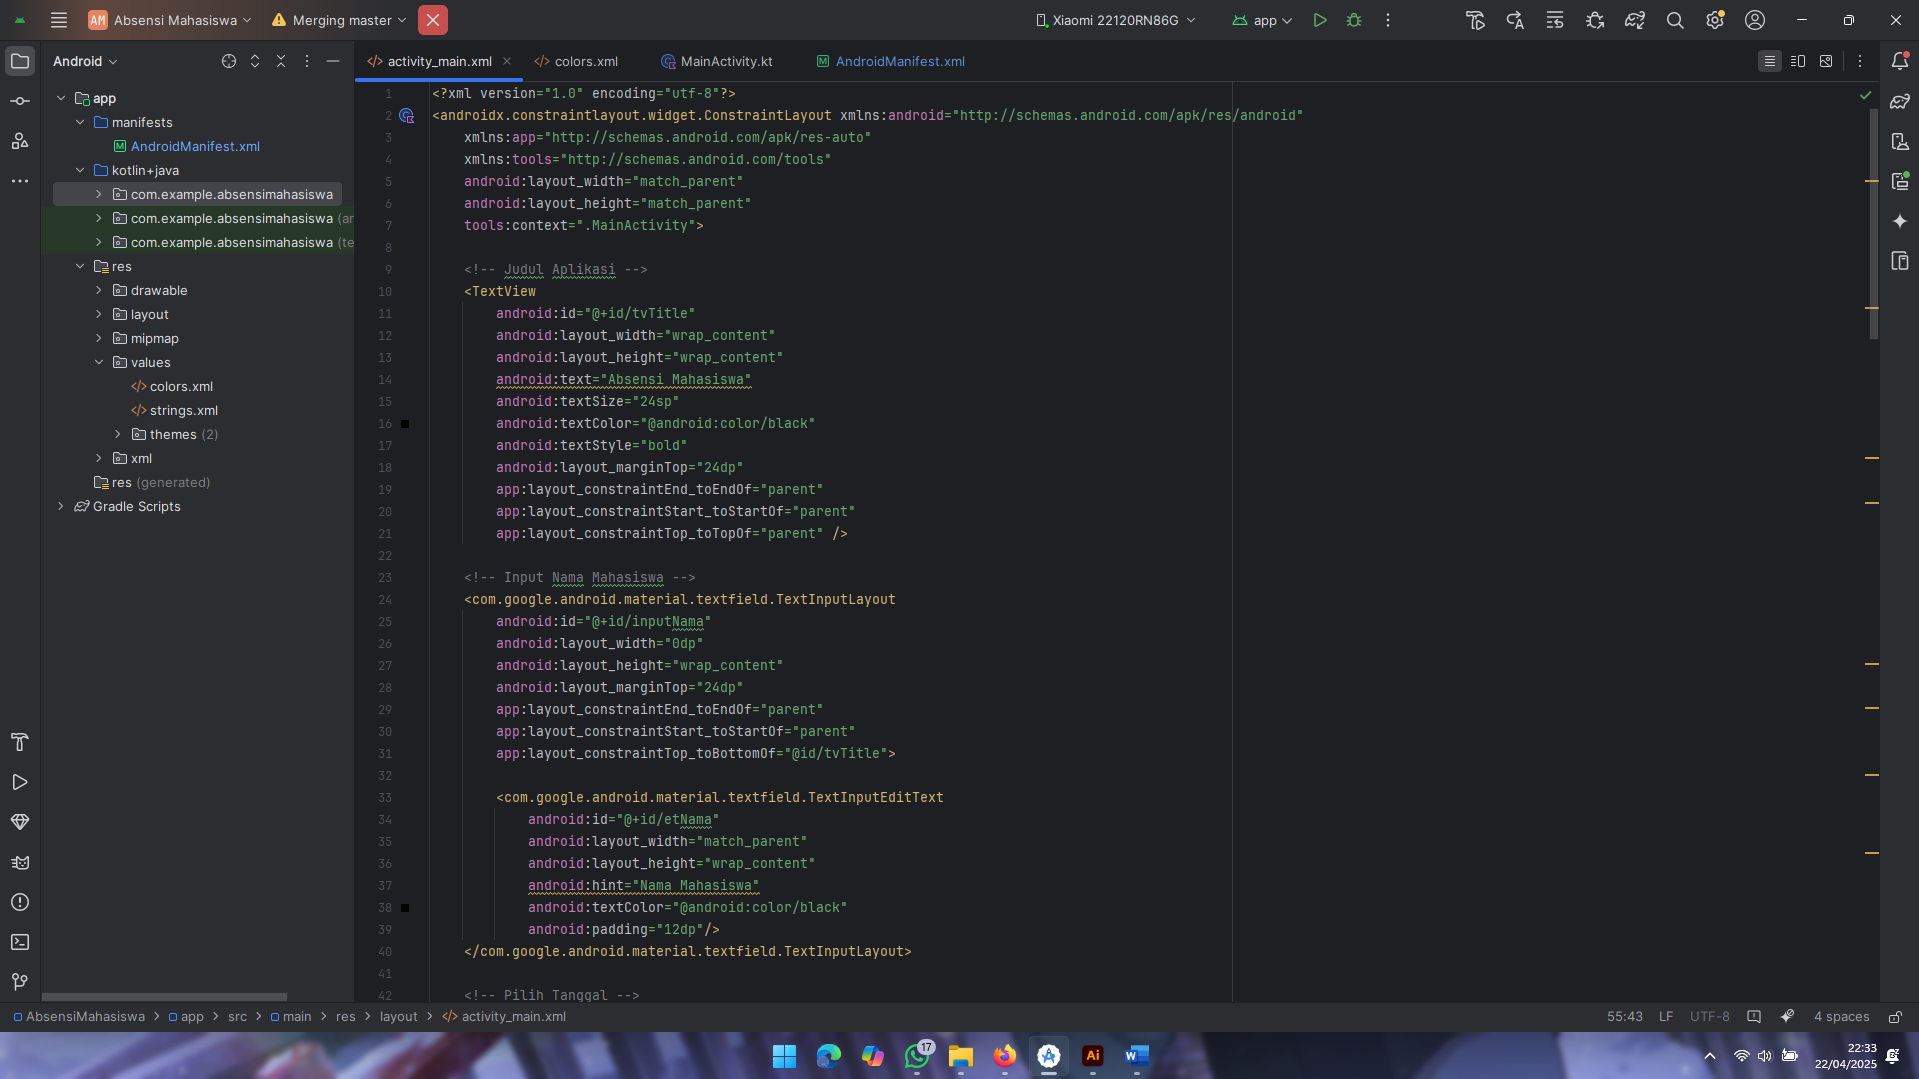 AM Absensi Mahasiswa
Merging master
Xiaomi 22120RN86G
app
Android
activity_main.xml
colors.xml
MainActivity.kt
AndroidManifest.xml
app
manifests
AndroidManifest.xml
kotlin+java
com.example.absensimahasiswa
com.example.absensimahasiswa (ar
com.example.absensimahasiswa (te
res
drawable
layout
mipmap
values
colors.xml
strings.xml
themes (2)
xml
res (generated)
Gradle Scripts
1 <?xml version="1.0" encoding="utf-8"?>
2 <androidx.constraintlayout.widget.ConstraintLayout xmlns:android="http://schemas.android.com/apk/res/android"
3 xmlns:app="http://schemas.android.com/apk/res-auto"
4 xmlns:tools="http://schemas.android.com/tools"
5 android:layout_width="match_parent"
6 android:layout_height="match_parent"
7 tools:context=".MainActivity">
8
9 <!-- Judul Aplikasi -->
10 <TextView
11 android:id="@+id/tvTitle"
12 android:layout_width="wrap_content"
13 android:layout_height="wrap_content"
14 android:text="Absensi Mahasiswa"
15 android:textSize="24sp"
16 android:textColor="@android:color/black"
17 android:textStyle="bold"
18 android:layout_marginTop="24dp"
19 app:layout_constraintEnd_toEndOf="parent"
20 app:layout_constraintStart_toStartOf="parent"
21 app:layout_constraintTop_toTopOf="parent" />
22
23 <!-- Input Nama Mahasiswa -->
24 <com.google.android.material.textfield.TextInputLayout
25 android:id="@+id/inputNama"
26 android:layout_width="0dp"
27 android:layout_height="wrap_content"
28 android:layout_marginTop="24dp"
29 app:layout_constraintEnd_toEndOf="parent"
30 app:layout_constraintStart_toStartOf="parent"
31 app:layout_constraintTop_toBottomOf="@id/tvTitle">
32
33 <com.google.android.material.textfield.TextInputEditText
34 android:id="@+id/etNama"
35 android:layout_width="match_parent"
36 android:layout_height="wrap_content"
37 android:hint="Nama Mahasiswa"
38 android:textColor="@android:color/black"
39 android:padding="12dp"/>
40 </com.google.android.material.textfield.TextInputLayout>
41
42 <!-- Pilih Tanggal -->
AbsensiMahasiswa > app > src > main > res > layout > activity_main.xml
55:43 LF UTF-8 4 spaces
17
Ai
W
22:33
22/04/2025